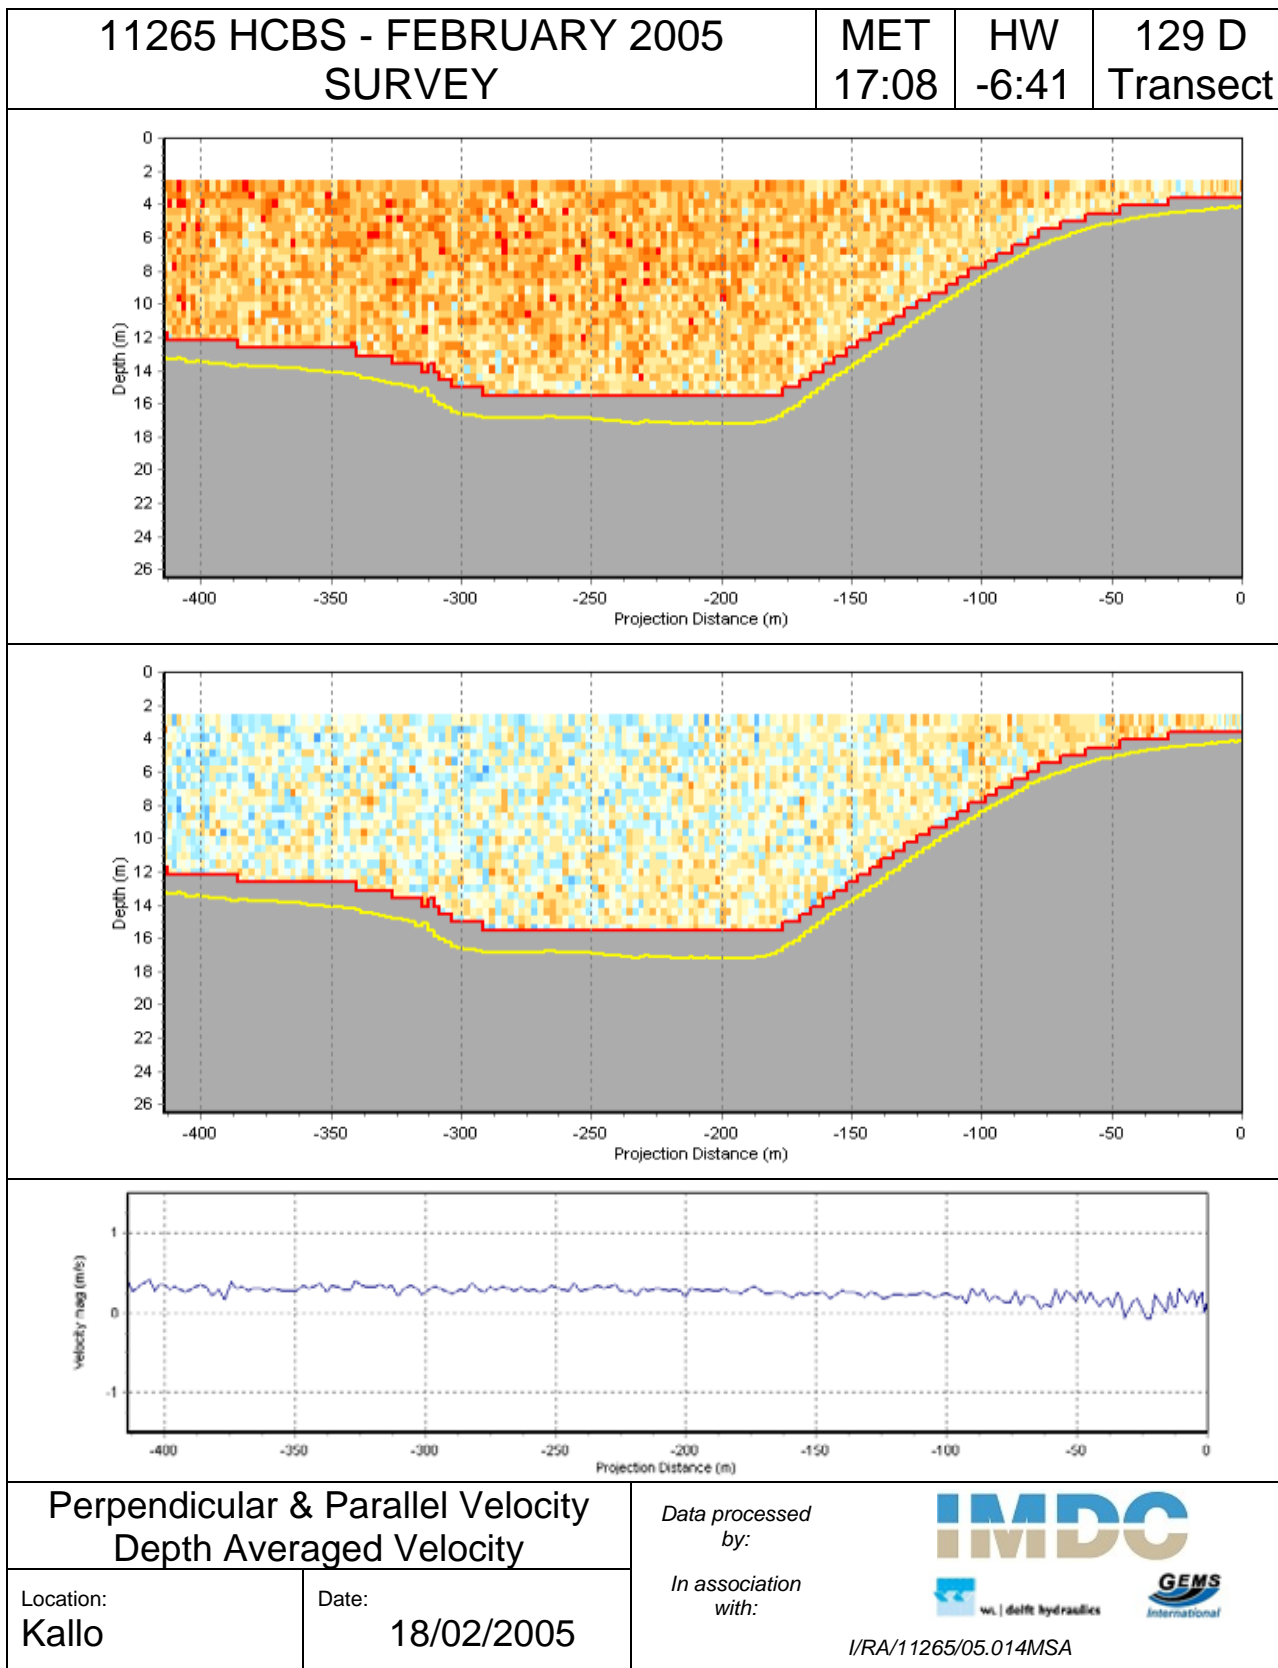 11265 HCBS - FEBRUARY 2005
SURVEY
MET
17:08
HW
-6:41
129 D
Transect
0
2
4
6
8
10
12
14
16
18
20
22
24
26
Depth (m)
-400 -350 -300 -250 -200 -150 -100 -50 0
Projection Distance (m)
0
2
4
6
8
10
12
14
16
18
20
22
24
26
Depth (m)
-400 -350 -300 -250 -200 -150 -100 -50 0
Projection Distance (m)
1
0
-1
Velocity mag (m/s)
-400 -350 -300 -250 -200 -150 -100 -50 0
Projection Distance (m)
Perpendicular & Parallel Velocity
Depth Averaged Velocity
Location:
Kallo
Date:
18/02/2005
Data processed
by:
IMDC
In association
with:
wl | delft hydraulics
GEMS
International
I/RA/11265/05.014MSA